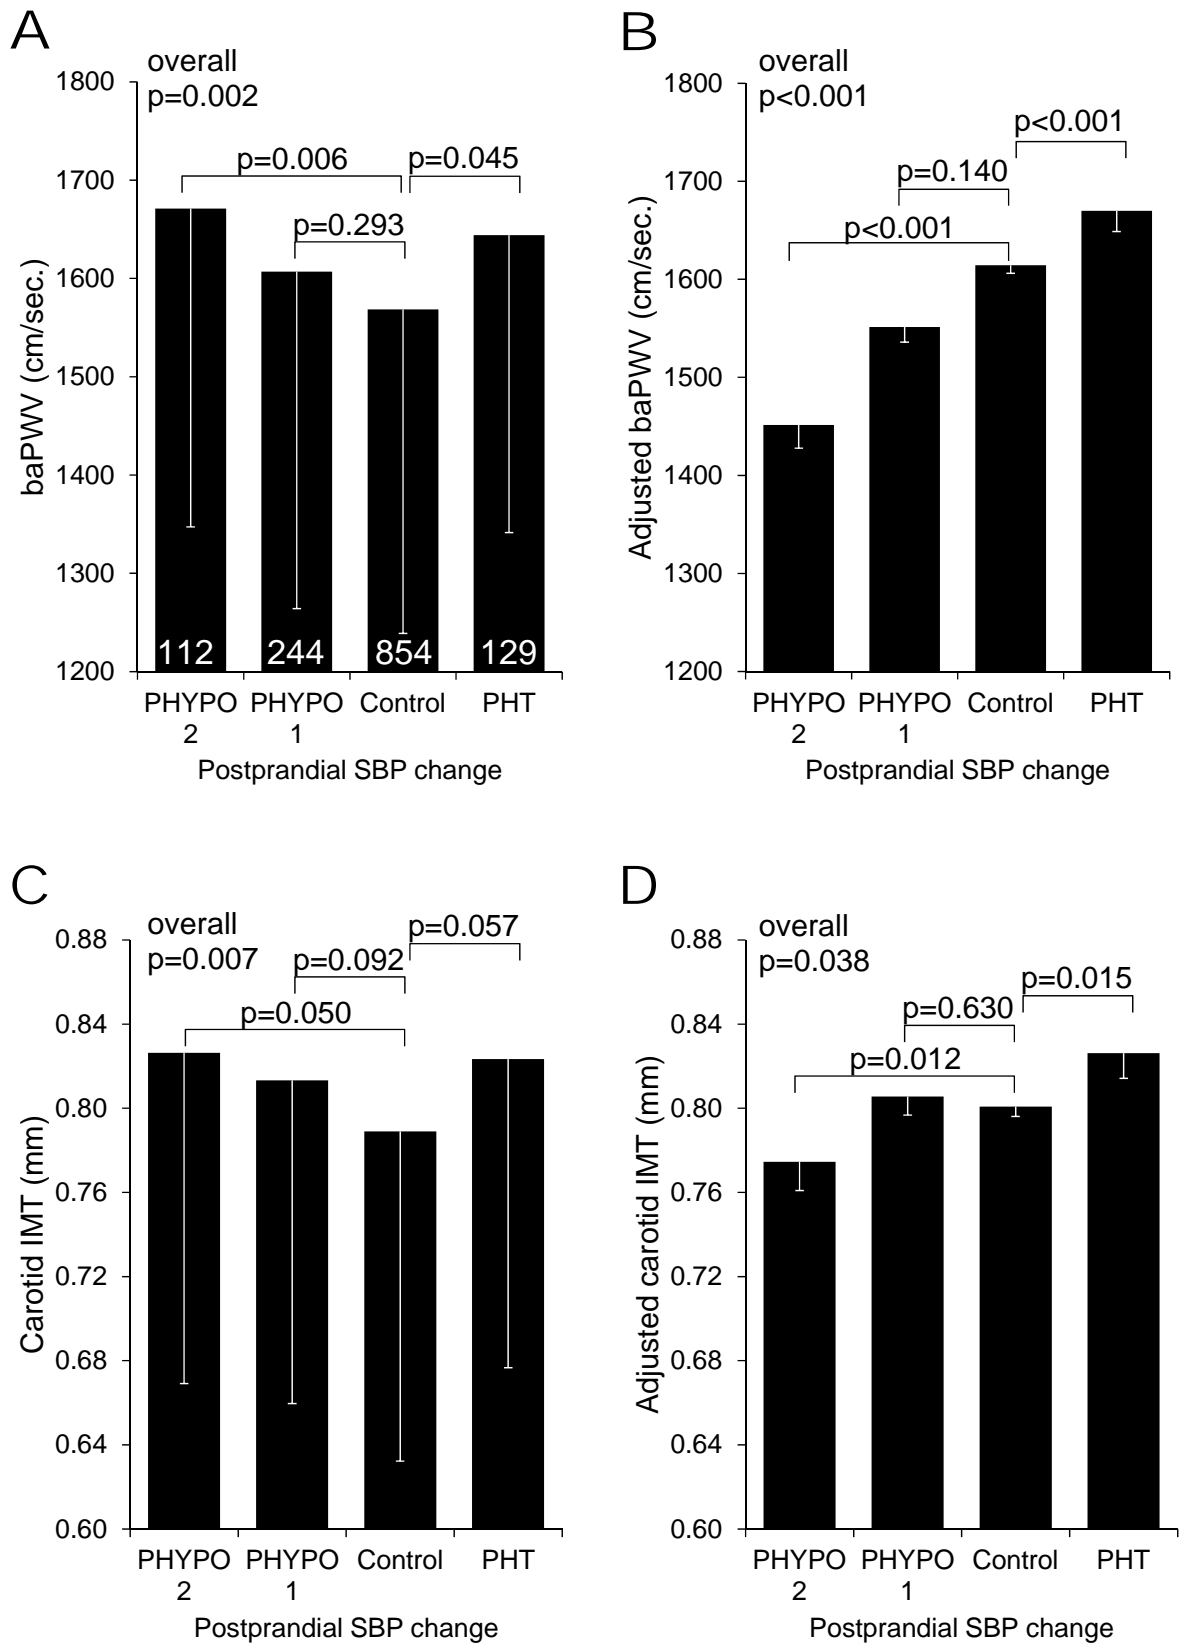 A
overall
p=0.002
p=0.006
p=0.045
p=0.293
1800
1700
1600
1500
1400
1300
1200
baPWV (cm/sec.)
112
244
854
129
PHYPO
2
PHYPO
1
Control
PHT
Postprandial SBP change
B
overall
p<0.001
p<0.001
p=0.140
p<0.001
1800
1700
1600
1500
1400
1300
1200
Adjusted baPWV (cm/sec.)
PHYPO
2
PHYPO
1
Control
PHT
Postprandial SBP change
C
overall
p=0.007
p=0.057
p=0.092
p=0.050
0.88
0.84
0.80
0.76
0.72
0.68
0.64
0.60
Carotid IMT (mm)
PHYPO
2
PHYPO
1
Control
PHT
Postprandial SBP change
D
overall
p=0.038
p=0.015
p=0.630
p=0.012
0.88
0.84
0.80
0.76
0.72
0.68
0.64
0.60
Adjusted carotid IMT (mm)
PHYPO
2
PHYPO
1
Control
PHT
Postprandial SBP change